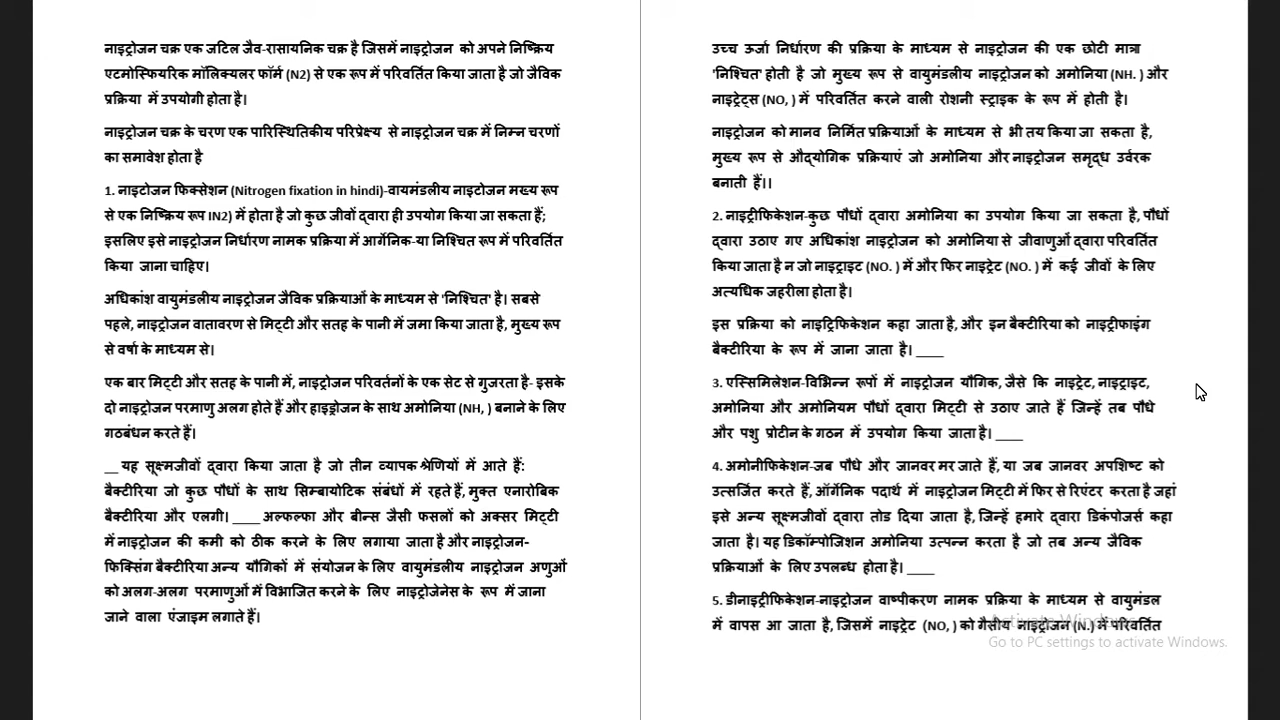 नाइट्रोजन चक्र एक जटिल जैव-रासायनिक चक्र है जिसमें नाइट्रोजन को अपने निष्क्रिय
एटमोस्फियरिक मॉलिक्यलर फॉर्म (N2) से एक रूप में परिवर्तित किया जाता है जो जैविक
प्रक्रिया में उपयोगी होता है।
नाइट्रोजन चक्र के चरण एक पारिस्थितिकीय परिप्रेक्ष्य से नाइट्रोजन चक्र में निम्न चरणों
का समावेश होता है
1. नाइटोजन फिक्सेशन (Nitrogen fixation in hindi)-वायमंडलीय नाइटोजन मख्य रूप
से एक निष्क्रिय रूप IN2) में होता है जो कुछ जीवों द्वारा ही उपयोग किया जा सकता हैं;
इसलिए इसे नाइट्रोजन निर्धारण नामक प्रक्रिया में आर्गेनिक-या निश्चित रूप में परिवर्तित
किया जाना चाहिए।
अधिकांश वायुमंडलीय नाइट्रोजन जैविक प्रक्रियाओं के माध्यम से 'निश्चित' है। सबसे
पहले, नाइट्रोजन वातावरण से मिट्टी और सतह के पानी में जमा किया जाता है, मुख्य रूप
से वर्षा के माध्यम से।
एक बार मिट्टी और सतह के पानी में, नाइट्रोजन परिवर्तनों के एक सेट से गुजरता है- इसके
दो नाइट्रोजन परमाणु अलग होते हैं और हाइड्रोजन के साथ अमोनिया (NH, ) बनाने के लिए
गठबंधन करते हैं।
__ यह सूक्ष्मजीवों द्वारा किया जाता है जो तीन व्यापक श्रेणियों में आते हैं:
बैक्टीरिया जो कुछ पौधों के साथ सिम्बायोटिक संबंधों में रहते हैं, मुक्त एनारोबिक
बैक्टीरिया और एलगी। ____ अल्फल्फा और बीन्स जैसी फसलों को अक्सर मिट्टी
में नाइट्रोजन की कमी को ठीक करने के लिए लगाया जाता है और नाइट्रोजन-
फिक्सिंग बैक्टीरिया अन्य यौगिकों में संयोजन के लिए वायुमंडलीय नाइट्रोजन अणुओं
को अलग-अलग परमाणुओं में विभाजित करने के लिए नाइट्रोजेनेस के रूप में जाना
जाने वाला एंजाइम लगाते हैं।
उच्च ऊर्जा निर्धारण की प्रक्रिया के माध्यम से नाइट्रोजन की एक छोटी मात्रा
'निश्चित' होती है जो मुख्य रूप से वायुमंडलीय नाइट्रोजन को अमोनिया (NH. ) और
नाइट्रेट्स (NO, ) में परिवर्तित करने वाली रोशनी स्ट्राइक के रूप में होती है।
नाइट्रोजन को मानव निर्मित प्रक्रियाओं के माध्यम से भी तय किया जा सकता है,
मुख्य रूप से औद्योगिक प्रक्रियाएं जो अमोनिया और नाइट्रोजन समृद्ध उर्वरक
बनाती हैं।।
2. नाइट्रीफिकेशन-कुछ पौधों द्वारा अमोनिया का उपयोग किया जा सकता है, पौधों
द्वारा उठाए गए अधिकांश नाइट्रोजन को अमोनिया से जीवाणुओं द्वारा परिवर्तित
किया जाता है न जो नाइट्राइट (NO. ) में और फिर नाइट्रेट (NO. ) में कई जीवों के लिए
अत्यधिक जहरीला होता है।
इस प्रक्रिया को नाइट्रिफिकेशन कहा जाता है, और इन बैक्टीरिया को नाइट्रीफाइंग
बैक्टीरिया के रूप में जाना जाता है। ____
3. एस्सिमिलेशन-विभिन्न रूपों में नाइट्रोजन यौगिक, जैसे कि नाइट्रेट, नाइट्राइट,
अमोनिया और अमोनियम पौधों द्वारा मिट्टी से उठाए जाते हैं जिन्हें तब पौधे
और पशु प्रोटीन के गठन में उपयोग किया जाता है। ____
4. अमोनीफिकेशन-जब पौधे और जानवर मर जाते हैं, या जब जानवर अपशिष्ट को
उत्सर्जित करते हैं, ऑर्गेनिक पदार्थ में नाइट्रोजन मिट्टी में फिर से रिएंटर करता है जहां
इसे अन्य सूक्ष्मजीवों द्वारा तोड दिया जाता है, जिन्हें हमारे द्वारा डिकंपोजर्स कहा
जाता है। यह डिकॉम्पोजिशन अमोनिया उत्पन्न करता है जो तब अन्य जैविक
प्रक्रियाओं के लिए उपलब्ध होता है। ____
5. डीनाइट्रीफिकेशन-नाइट्रोजन वाष्पीकरण नामक प्रक्रिया के माध्यम से वायुमंडल
में वापस आ जाता है, जिसमें नाइट्रेट (NO, ) को गैसीय नाइट्रोजन (N.) में परिवर्तित
Activate Windows
Go to PC settings to activate Windows.